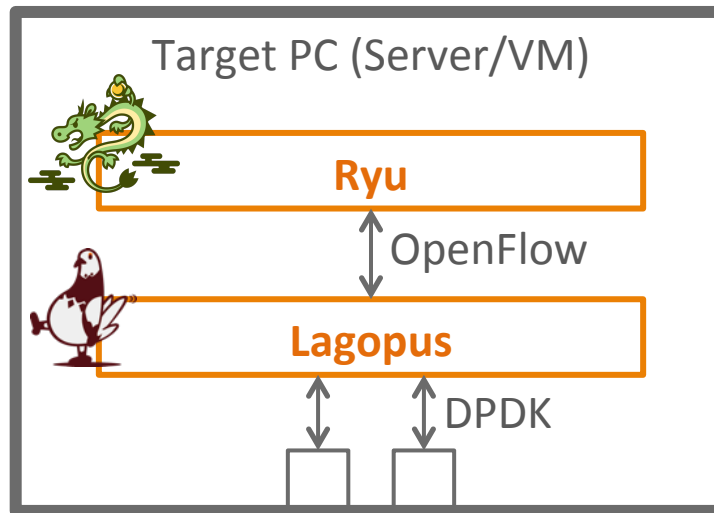 Target PC (Server/VM)
Ryu
OpenFlow
Lagopus
DPDK